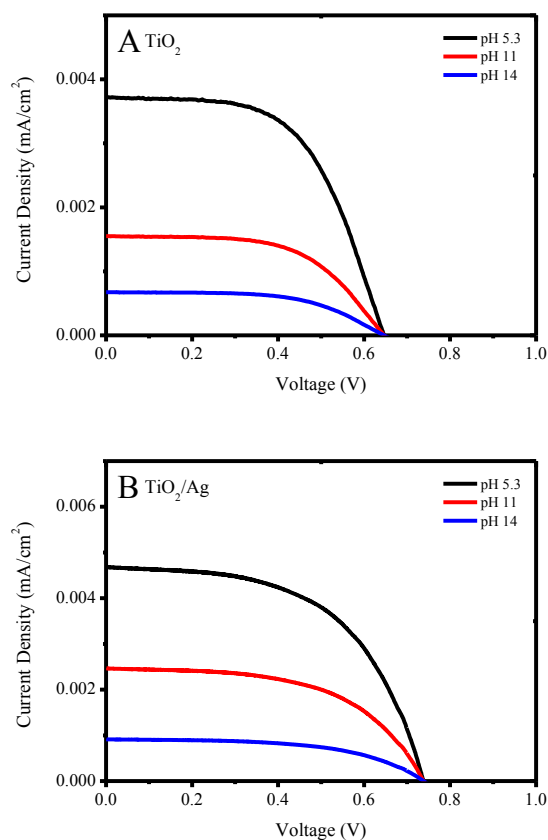 A TiO₂
pH 5.3
pH 11
pH 14
0.004
0.002
0.000
Current Density (mA/cm²)
0.0 0.2 0.4 0.6 0.8 1.0
Voltage (V)
B TiO₂/Ag
pH 5.3
pH 11
pH 14
0.006
0.004
0.002
0.000
Current Density (mA/cm²)
0.0 0.2 0.4 0.6 0.8 1.0
Voltage (V)